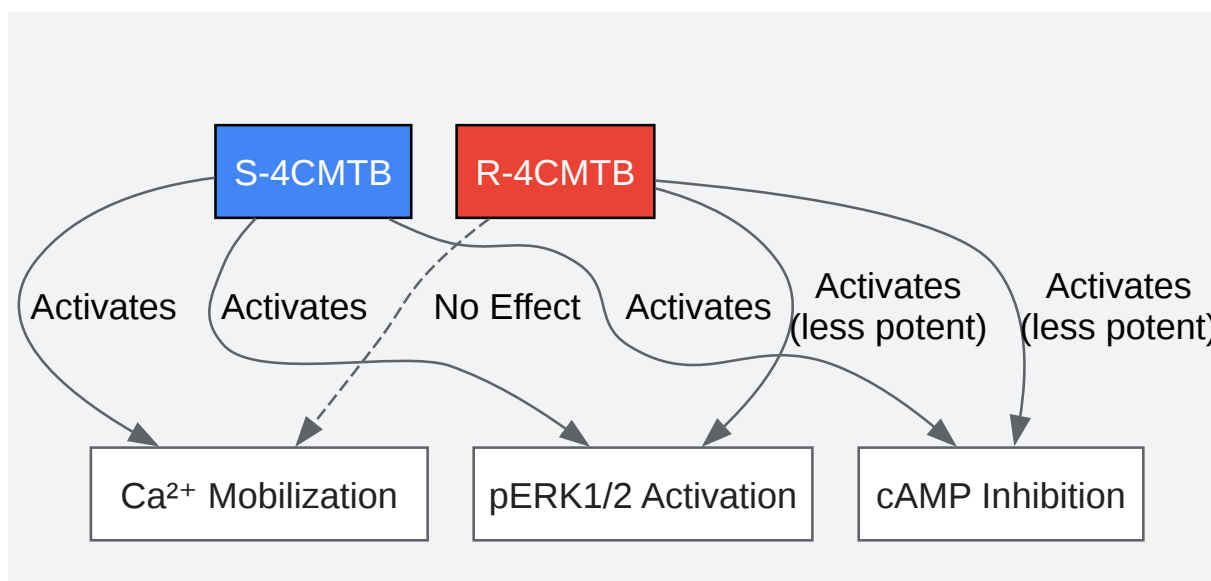 S-4CMTB
R-4CMTB
Activates
Activates
No Effect
Activates
Activates
(less potent)
Activates
(less potent)
Ca²⁺ Mobilization
pERK1/2 Activation
cAMP Inhibition